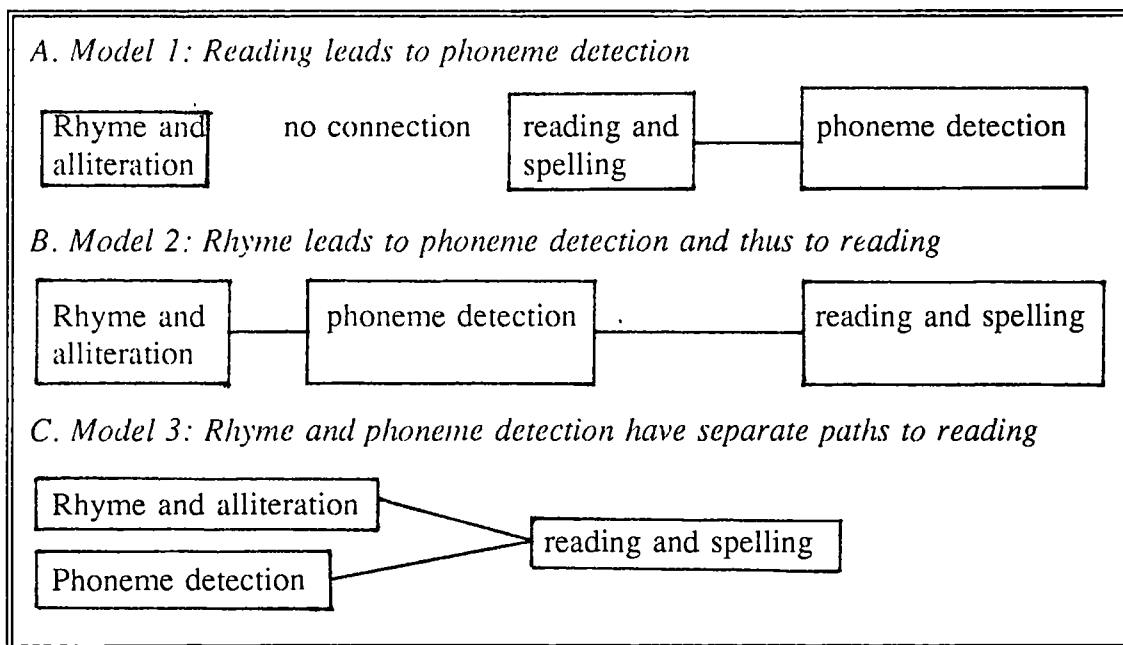 A. Model 1: Reading leads to phoneme detection
Rhyme and alliteration no connection reading and spelling phoneme detection
B. Model 2: Rhyme leads to phoneme detection and thus to reading
Rhyme and alliteration phoneme detection reading and spelling
C. Model 3: Rhyme and phoneme detection have separate paths to reading
Rhyme and alliteration
reading and spelling
Phoneme detection